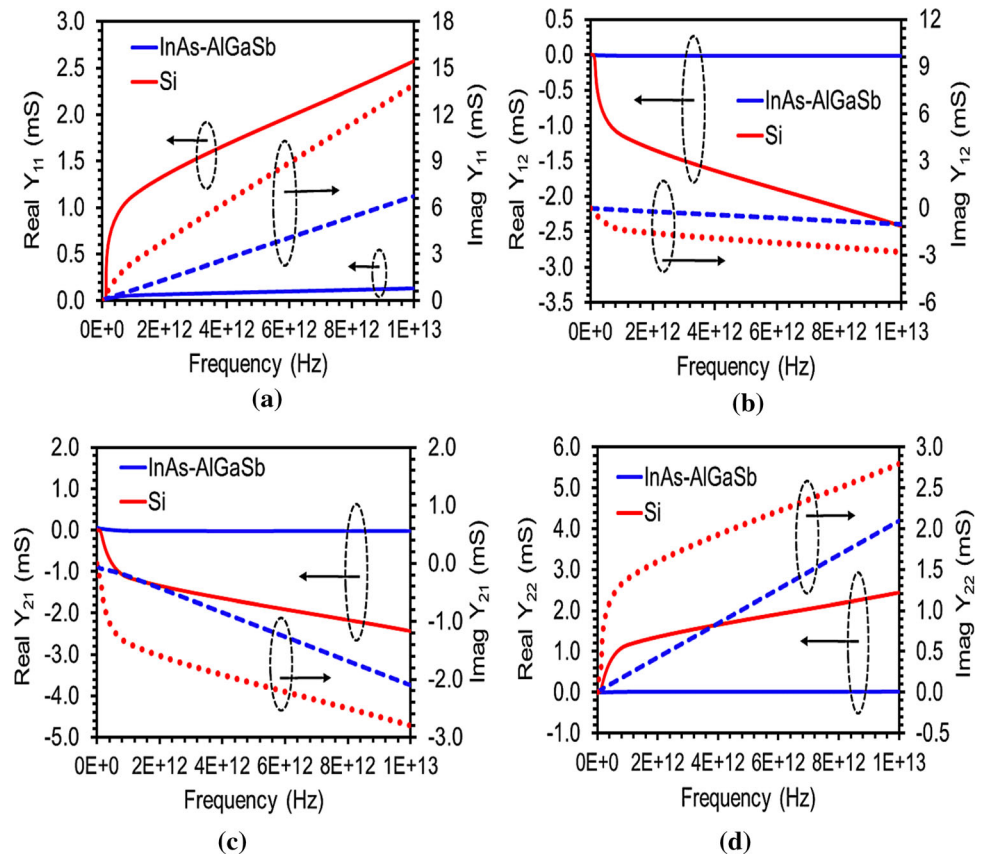 3.0
2.5
2.0
1.5
1.0
0.5
0.0
Real Y11 (mS)
18
15
12
9
6
3
0
Imag Y11 (mS)
InAs-AlGaSb
Si
0E+0 2E+12 4E+12 6E+12 8E+12 1E+13
Frequency (Hz)
(a)
0.5
0.0
-0.5
-1.0
-1.5
-2.0
-2.5
-3.0
-3.5
Real Y12 (mS)
12
9
6
3
0
-3
-6
Imag Y12 (mS)
InAs-AlGaSb
Si
0E+0 2E+12 4E+12 6E+12 8E+12 1E+13
Frequency (Hz)
(b)
2.0
1.0
0.0
-1.0
-2.0
-3.0
-4.0
-5.0
Real Y21 (mS)
2.0
1.0
0.0
-1.0
-2.0
-3.0
Imag Y21 (mS)
InAs-AlGaSb
Si
0E+0 2E+12 4E+12 6E+12 8E+12 1E+13
Frequency (Hz)
(c)
6.0
5.0
4.0
3.0
2.0
1.0
0.0
-1.0
Real Y22 (mS)
3.0
2.5
2.0
1.5
1.0
0.5
0.0
-0.5
Imag Y22 (mS)
InAs-AlGaSb
Si
0E+0 2E+12 4E+12 6E+12 8E+12 1E+13
Frequency (Hz)
(d)